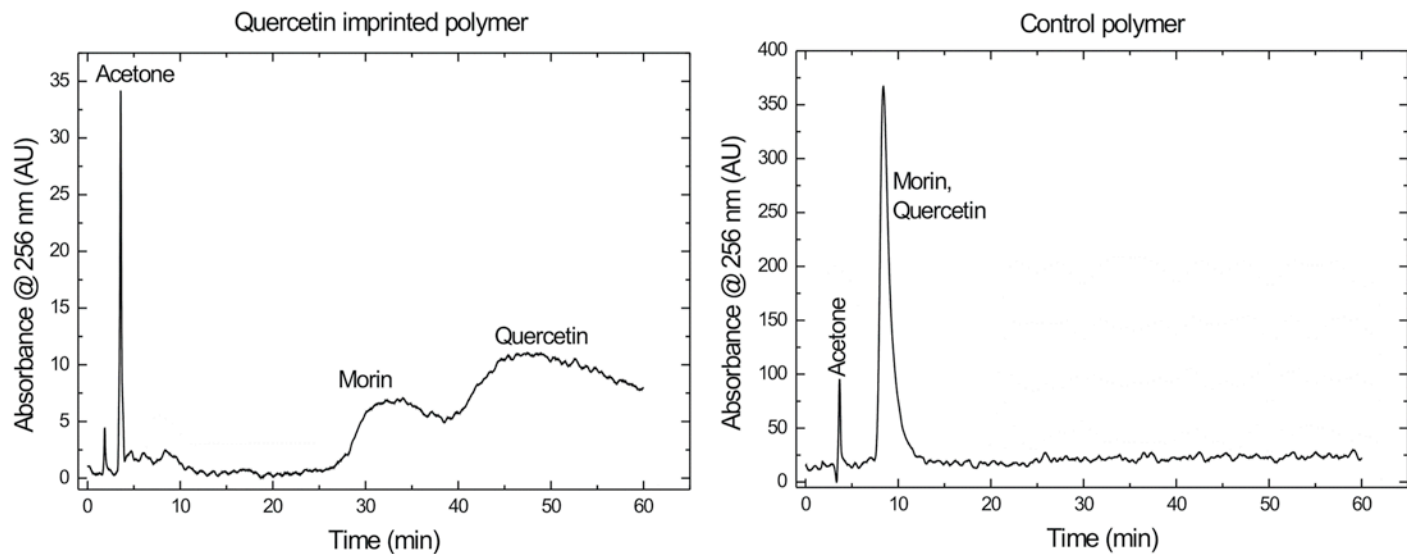 Quercetin imprinted polymer
Absorbance @ 256 nm (AU)
35
30
25
20
15
10
5
0
Acetone
Morin
Quercetin
0 10 20 30 40 50 60
Time (min)
Control polymer
Absorbance @ 256 nm (AU)
400
350
300
250
200
150
100
50
0
Acetone
Morin,
Quercetin
0 10 20 30 40 50 60
Time (min)